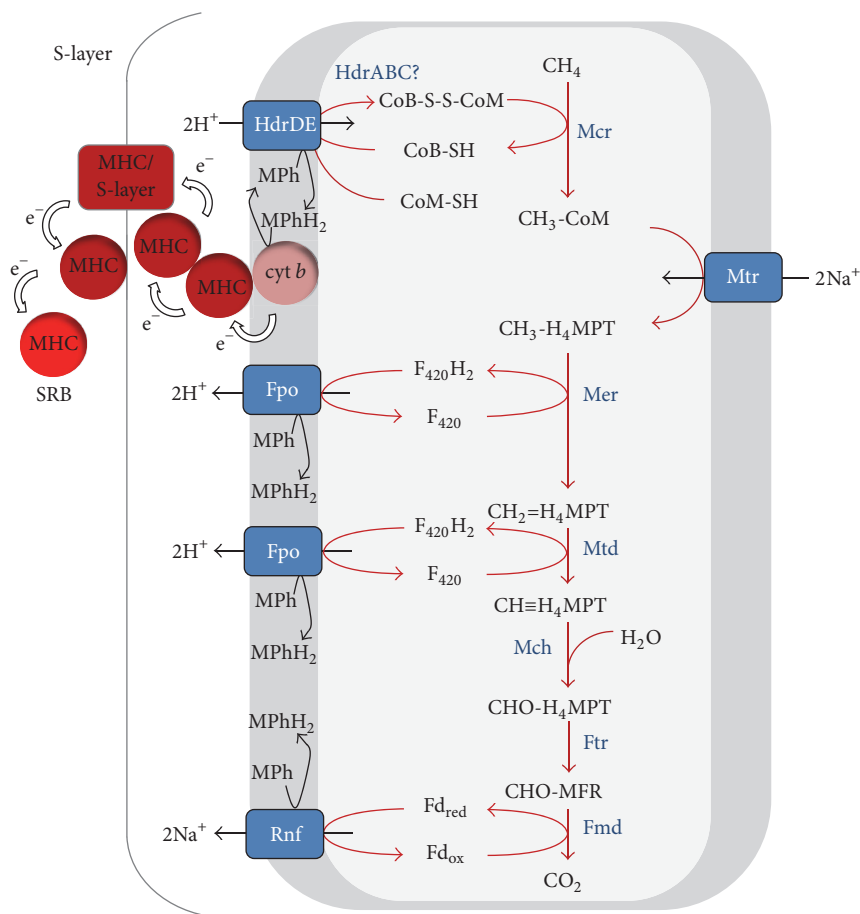 S-layer
HdrABC?
CH₄
2H⁺
HdrDE
CoB-S-S-CoM
Mcr
CoB-SH
MPh
CoM-SH
MPhH₂
CH₃-CoM
MHC/
S-layer
e⁻
e⁻
MHC
MHC
cyt b
Mtr
2Na⁺
e⁻
MHC
e⁻
e⁻
MHC
SRB
CH₃-H₄MPT
2H⁺
Fpo
F₄₂₀H₂
Mer
F₄₂₀
MPh
MPhH₂
CH₂=H₄MPT
2H⁺
Fpo
F₄₂₀H₂
Mtd
F₄₂₀
MPh
CH≡H₄MPT
MPhH₂
Mch
H₂O
CHO-H₄MPT
MPhH₂
Ftr
MPh
CHO-MFR
2Na⁺
Rnf
Fd_red
Fmd
Fd_ox
CO₂